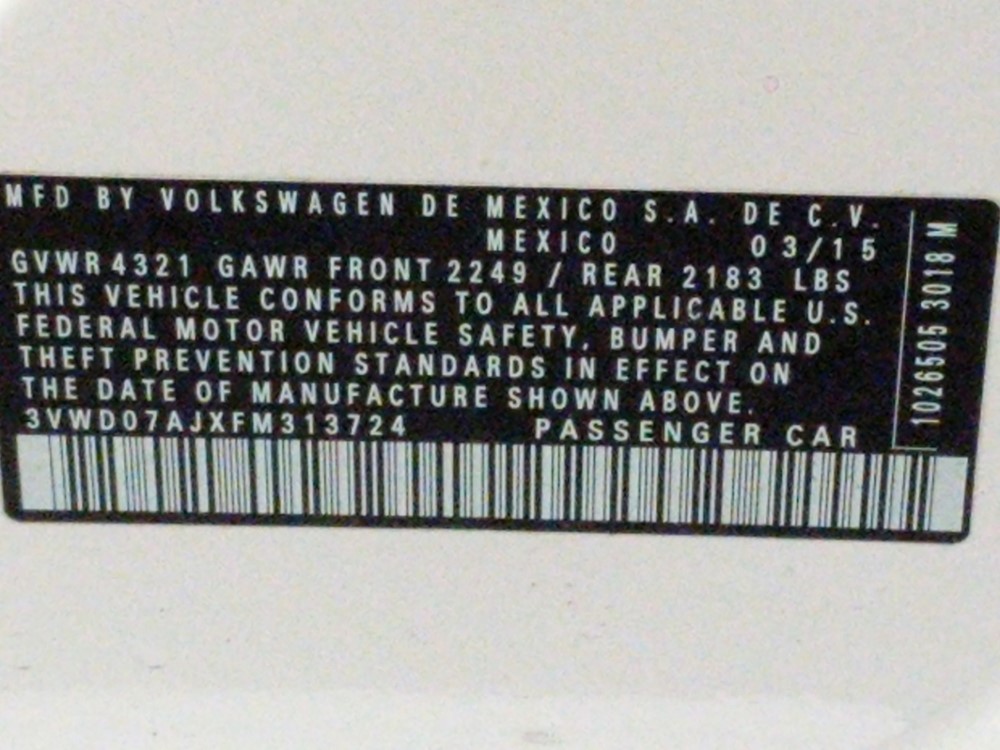 MFD BY VOLKSWAGEN DE MEXICO S.A. DE C.V.
MEXICO 03/15
GVWR 4321 GAWR FRONT 2249 / REAR 2183 LBS
THIS VEHICLE CONFORMS TO ALL APPLICABLE U.S.
FEDERAL MOTOR VEHICLE SAFETY, BUMPER AND
THEFT PREVENTION STANDARDS IN EFFECT ON
THE DATE OF MANUFACTURE SHOWN ABOVE.
3VWD07AJXFM313724 PASSENGER CAR
1026505 3018 M